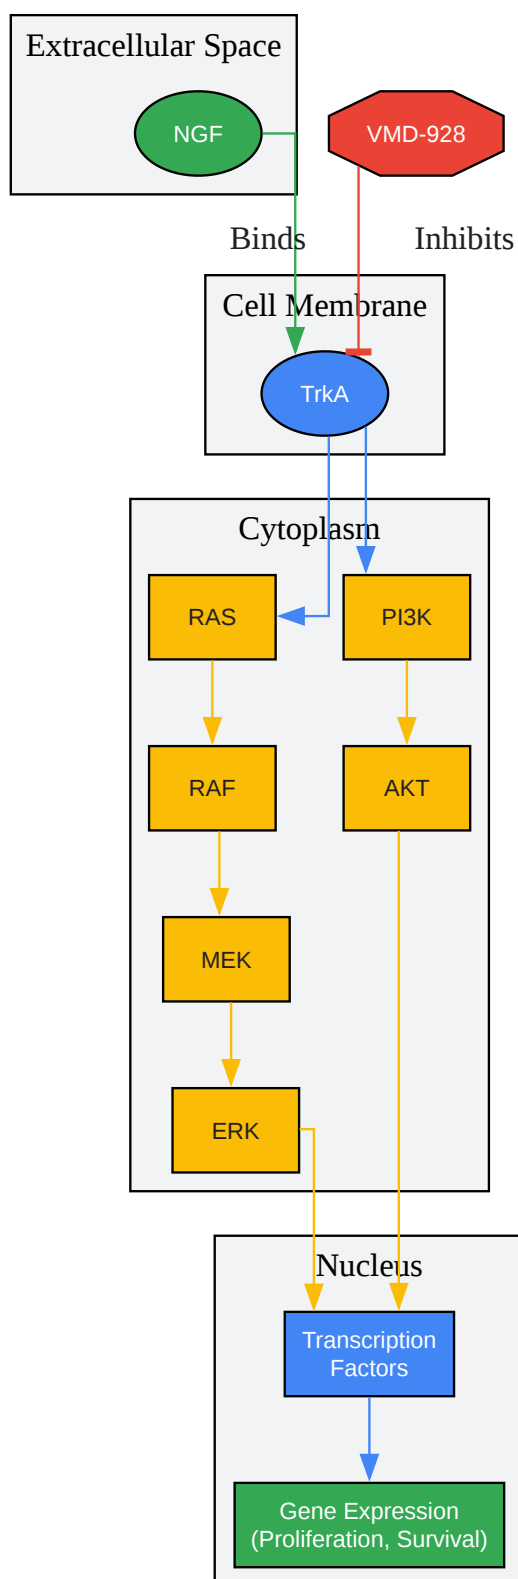 Extracellular Space
NGF
VMD-928
Binds
Inhibits
Cell Membrane
TrkA
Cytoplasm
RAS
PI3K
RAF
AKT
MEK
ERK
Nucleus
Transcription
Factors
Gene Expression
(Proliferation, Survival)